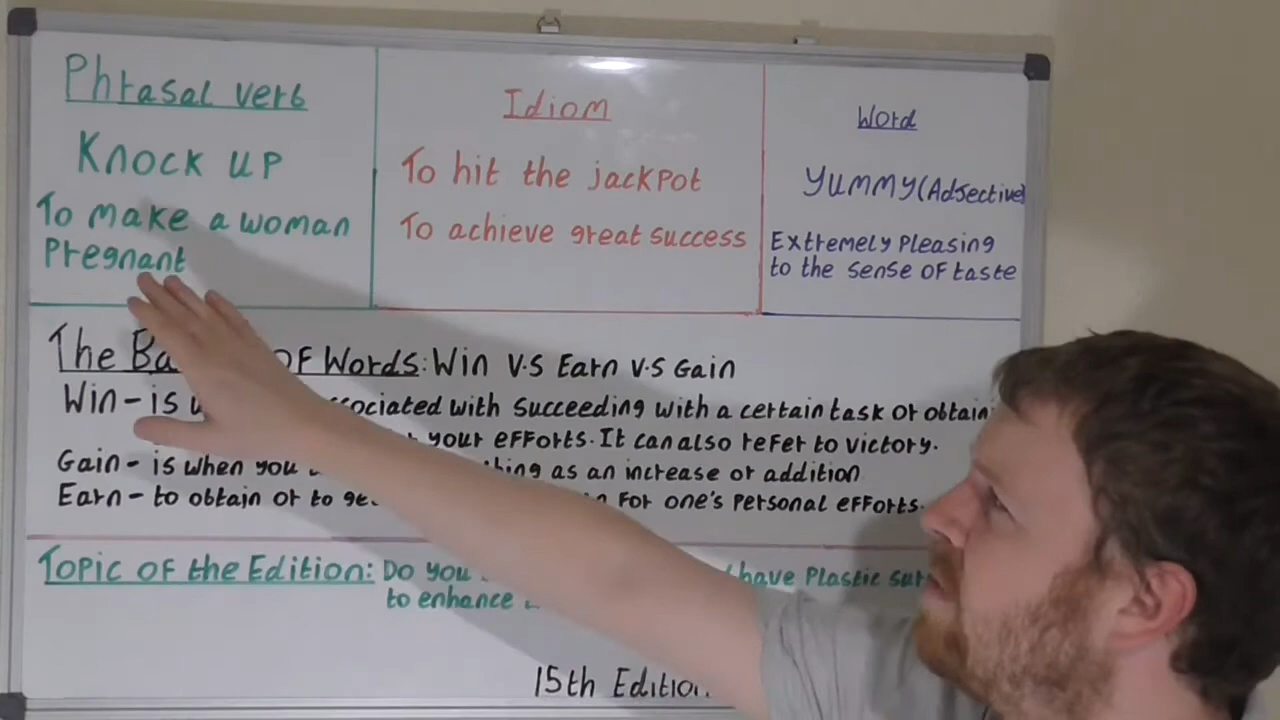 Phrasal verb
Knock up
To make a woman
Pregnant
Idiom
To hit the jackpot
To achieve great success
Word
Yummy (Adjective)
Extremely Pleasing
to the sense of taste
The Ba of Words: Win V.S Earn V.S Gain
Win - is associated with succeeding with a certain task or obtain
your efforts. It can also refer to victory.
Gain - is when you as an increase or addition
Earn - to obtain or to for one's personal efforts.
Topic of the Edition: Do you have Plastic
to enhance
15th Edition